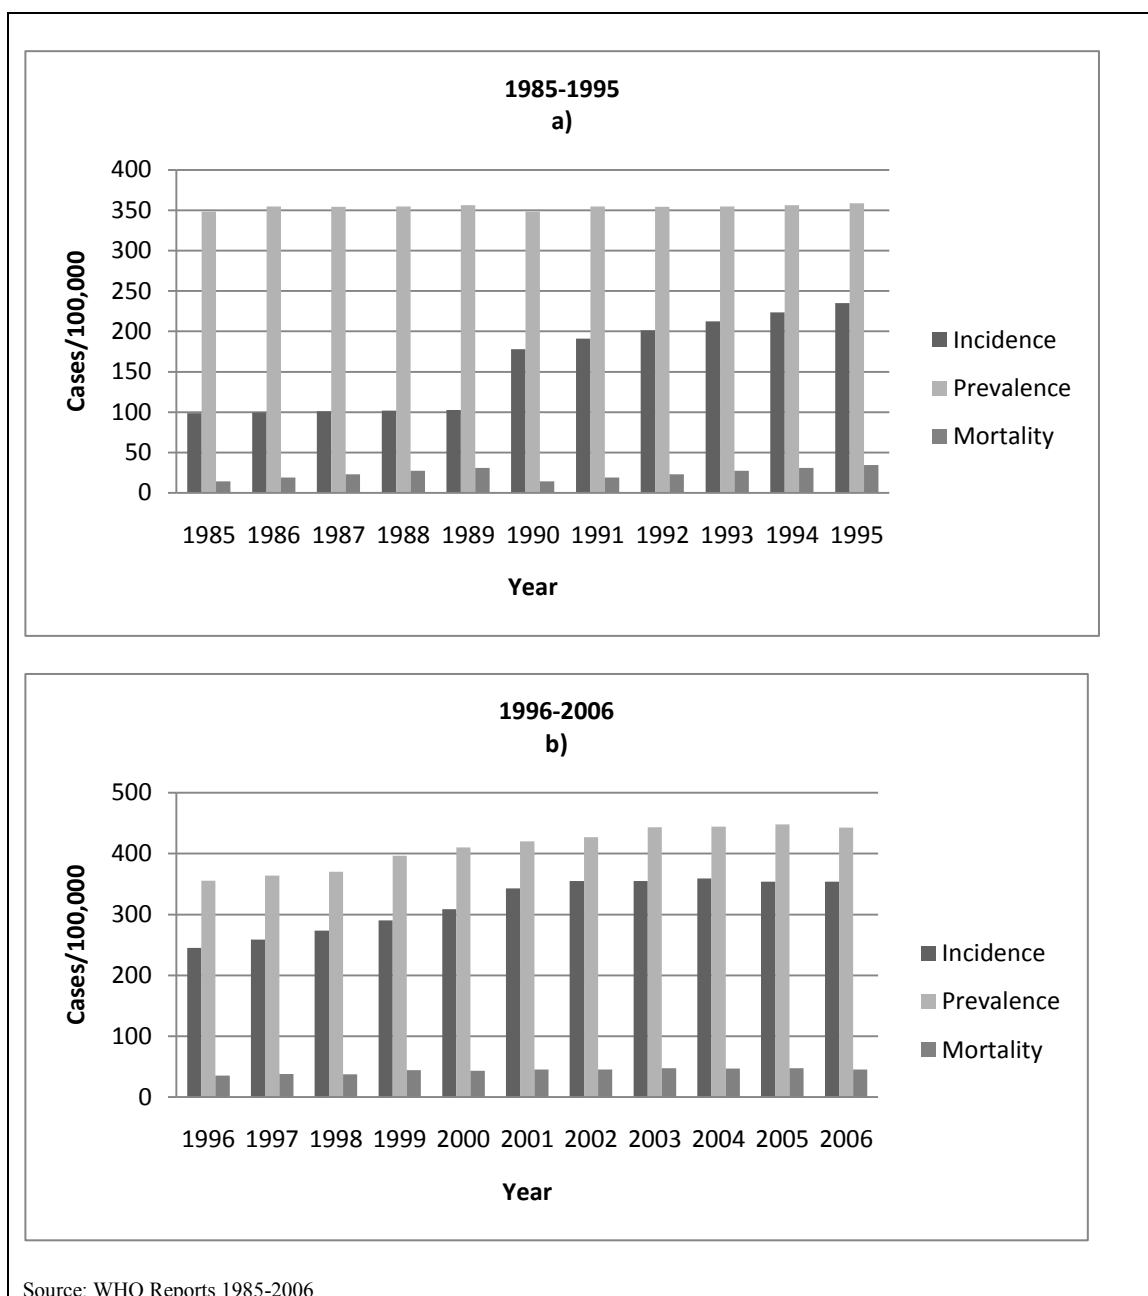 1985-1995
a)
400
350
300
250
200
150
100
50
0
Cases/100,000
1985 1986 1987 1988 1989 1990 1991 1992 1993 1994 1995
Year
Incidence
Prevalence
Mortality
1996-2006
b)
500
400
300
200
100
0
Cases/100,000
1996 1997 1998 1999 2000 2001 2002 2003 2004 2005 2006
Year
Incidence
Prevalence
Mortality
Source: WHO Reports 1985-2006